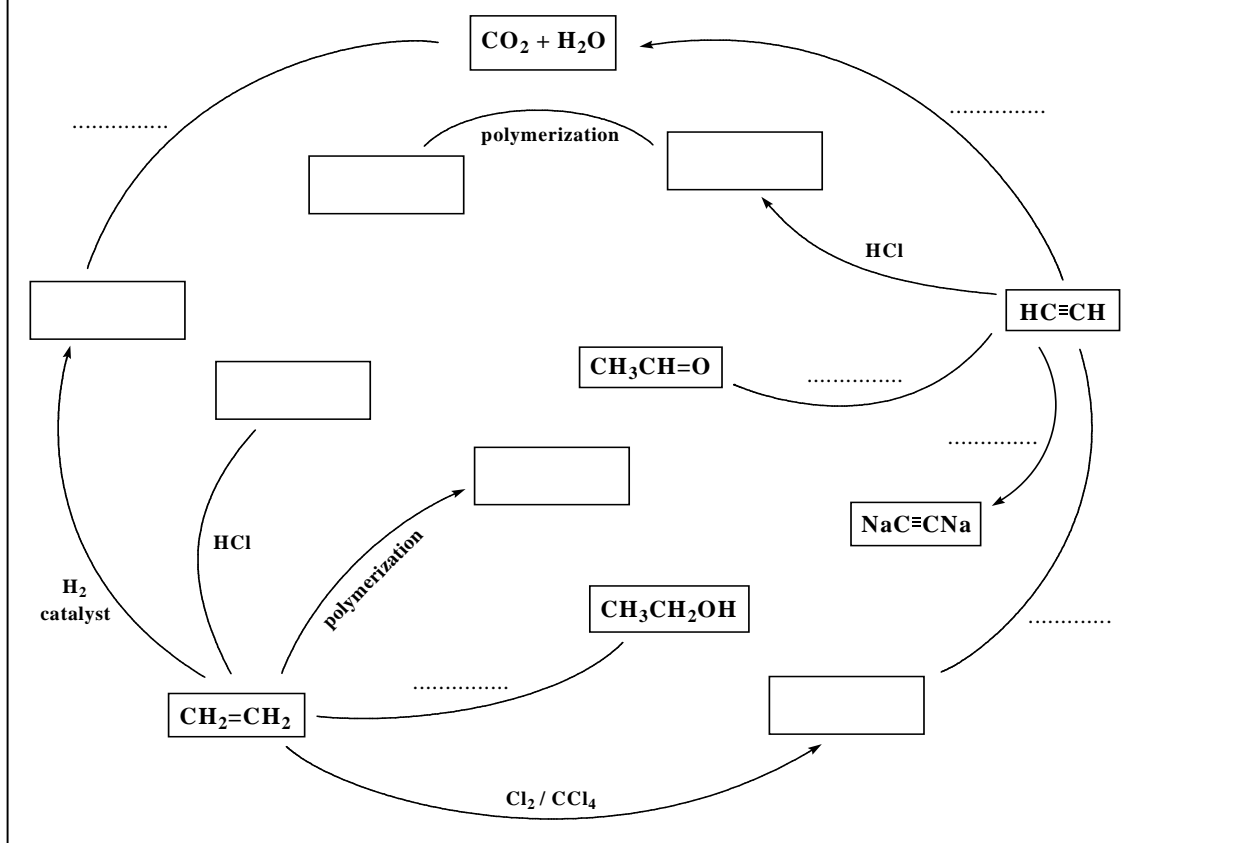 CO₂ + H₂O
...............
...............
polymerization
HCl
HC≡CH
CH₃CH=O
...............
..............
HCl
polymerization
NaC≡CNa
H₂
catalyst
CH₃CH₂OH
.............
...............
CH₂=CH₂
Cl₂ / CCl₄